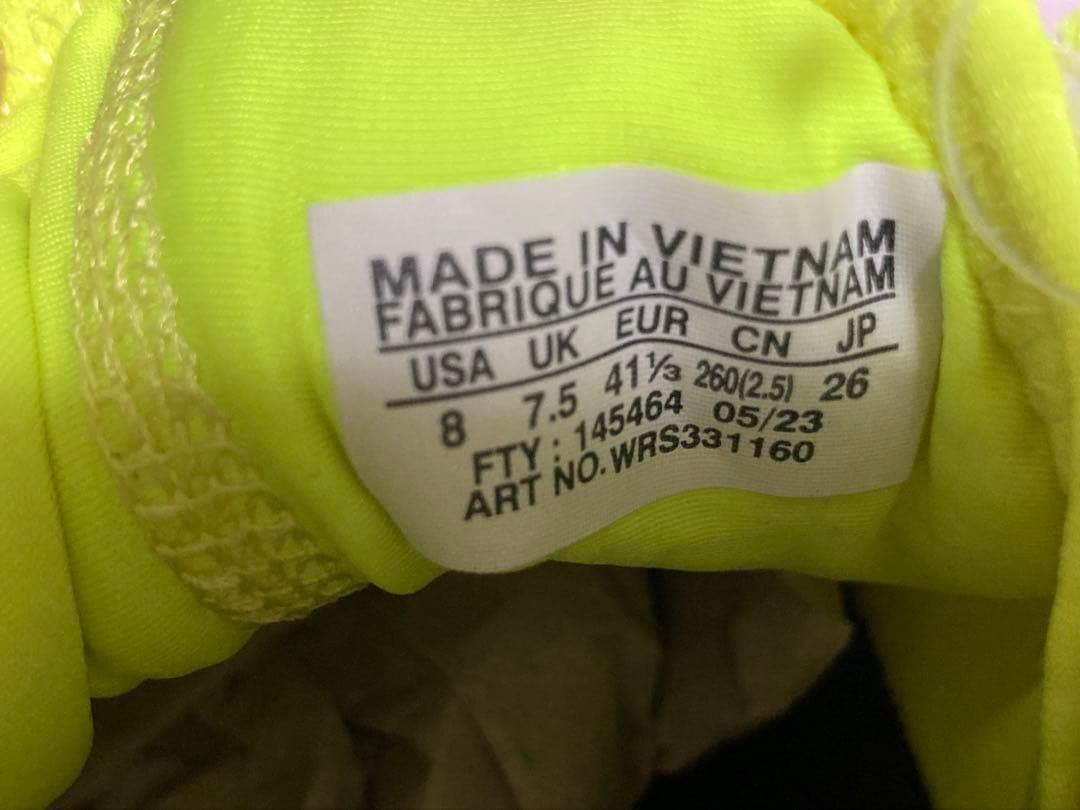 MADE IN VIETNAM
FABRIQUE AU VIETNAM
USA UK EUR CN JP
8 7.5 41⅓ 260(2.5) 26
FTY : 145464 05/23
ART NO.WRS331160